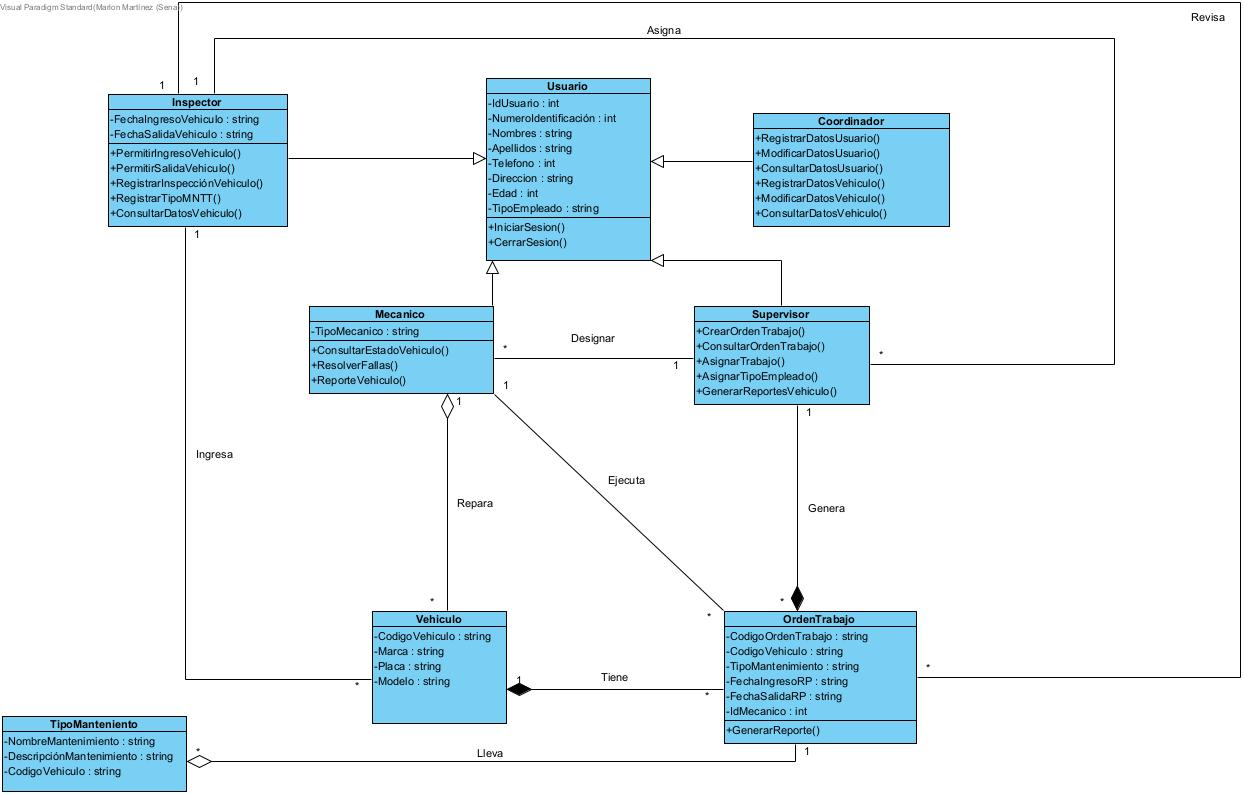 Visual Paradigm Standard(Marlon Martínez (Sena))
Revisa
Asigna
1
1
Inspector
-FechaIngresoVehiculo : string
-FechaSalidaVehiculo : string
+PermitirIngresoVehiculo()
+PermitirSalidaVehiculo()
+RegistrarInspecciónVehiculo()
+RegistrarTipoMNTT()
+ConsultarDatosVehiculo()
1
Usuario
-IdUsuario : int
-NumeroIdentificación : int
-Nombres : string
-Apellidos : string
-Telefono : int
-Direccion : string
-Edad : int
-TipoEmpleado : string
+IniciarSesion()
+CerrarSesion()
Coordinador
+RegistrarDatosUsuario()
+ModificarDatosUsuario()
+ConsultarDatosUsuario()
+RegistrarDatosVehiculo()
+ModificarDatosVehiculo()
+ConsultarDatosVehiculo()
Mecanico
-TipoMecanico : string
+ConsultarEstadoVehiculo()
+ResolverFallas()
+ReporteVehiculo()
Designar
*
1
1
1
Supervisor
+CrearOrdenTrabajo()
+ConsultarOrdenTrabajo()
+AsignarTrabajo()
+AsignarTipoEmpleado()
+GenerarReportesVehiculo()
*
1
Ingresa
Repara
Ejecuta
Genera
*
*
*
Vehiculo
-CodigoVehiculo : string
-Marca : string
-Placa : string
-Modelo : string
*
1
Tiene
*
OrdenTrabajo
-CodigoOrdenTrabajo : string
-CodigoVehiculo : string
-TipoMantenimiento : string
-FechaIngresoRP : string
-FechaSalidaRP : string
-IdMecanico : int
+GenerarReporte()
*
1
TipoManteniento
-NombreMantenimiento : string
-DescripciónMantenimiento : string
-CodigoVehiculo : string
*
Lleva